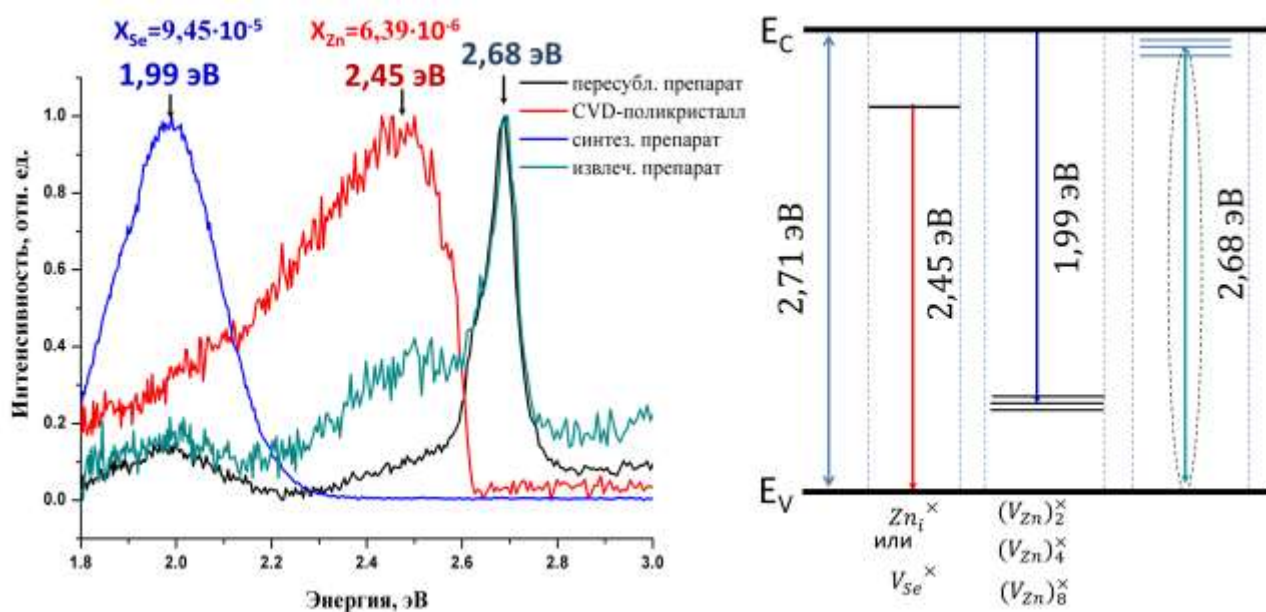 X_Se=9,45·10^-5
1,99 эВ
X_Zn=6,39·10^-6
2,45 эВ
2,68 эВ
пересубл. препарат
CVD-поликристалл
синтез. препарат
извлеч. препарат
Интенсивность, отн. ед.
1.0
0.8
0.6
0.4
0.2
0.0
1.8 2.0 2.2 2.4 2.6 2.8 3.0
Энергия, эВ
E_C
2,71 эВ
2,45 эВ
1,99 эВ
2,68 эВ
E_V
Zn_i^×
или
V_Se^×
(V_Zn)_2^×
(V_Zn)_4^×
(V_Zn)_8^×